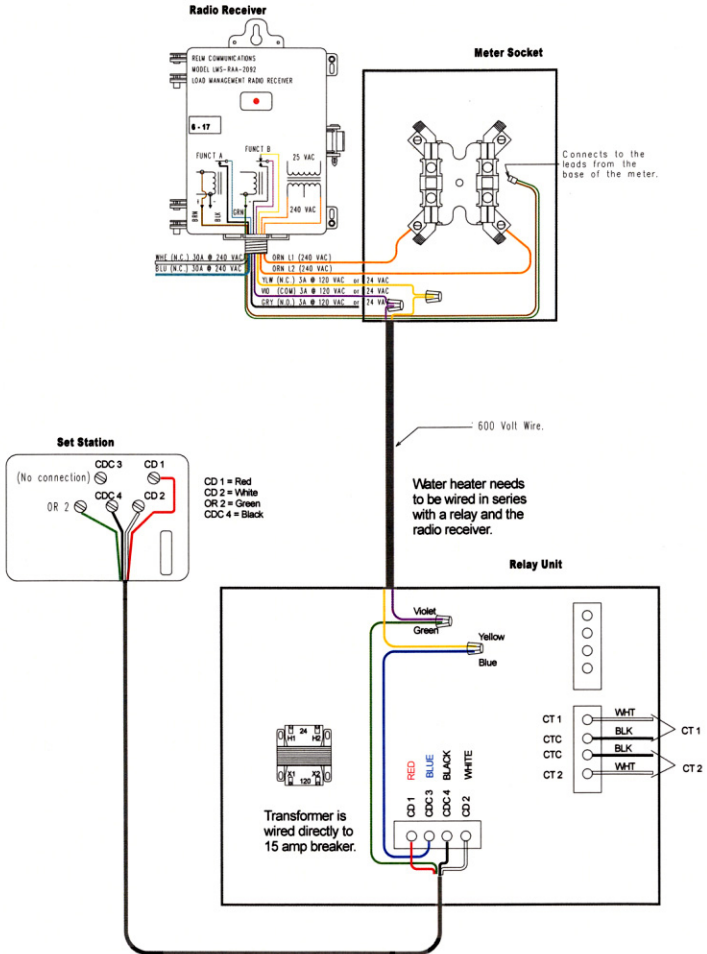 Radio Receiver
RELM COMMUNICATIONS
MODEL LMS-RAA-2092
LOAD MANAGEMENT RADIO RECEIVER
6 - 17
FUNCT A
FUNCT B
25 VAC
240 VAC
BRN
BLK
GRN
WHE (N.C.) 30A @ 240 VAC
BLU (N.C.) 30A @ 240 VAC
ORN L1 (240 VAC)
ORN L2 (240 VAC)
YLW (N.C.) 3A @ 120 VAC or 24 VAC
VIO (COM) 3A @ 120 VAC or 24 VAC
GRY (N.O.) 3A @ 120 VAC or 24 VAC
Meter Socket
Connects to the
leads from the
base of the meter.
600 Volt Wire.
Water heater needs
to be wired in series
with a relay and the
radio receiver.
Set Station
CDC 3
CD 1
(No connection)
OR 2
CDC 4
CD 2
CD 1 = Red
CD 2 = White
OR 2 = Green
CDC 4 = Black
Relay Unit
Violet
Green
Yellow
Blue
24
H1 H2
X1 X2
120
Transformer is
wired directly to
15 amp breaker.
CD 1 RED
CDC 3 BLUE
CDC 4 BLACK
CD 2 WHITE
CT 1 WHT
CTC BLK
CT 1
CTC BLK
CT 2 WHT
CT 2